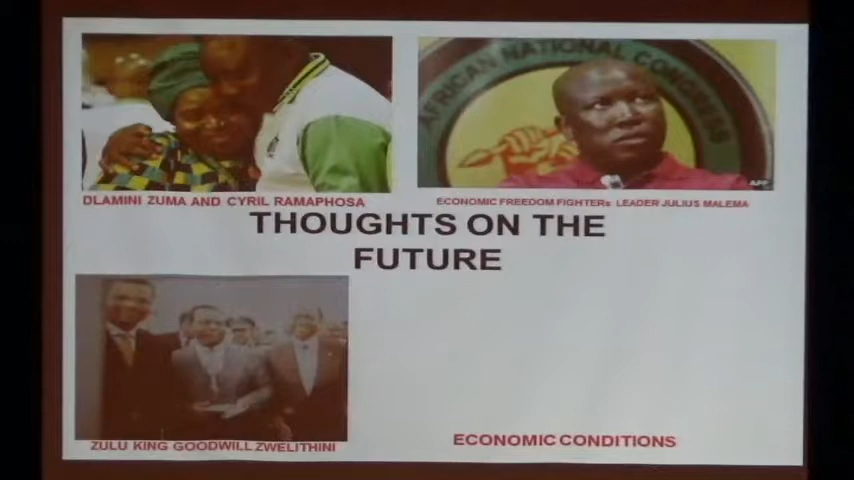 AFRICAN NATIONAL CONGRESS
AFP
DLAMINI ZUMA AND CYRIL RAMAPHOSA
ECONOMIC FREEDOM FIGHTERs LEADER JULIUS MALEMA
THOUGHTS ON THE
FUTURE
ZULU KING GOODWILL ZWELITHINI
ECONOMIC CONDITIONS